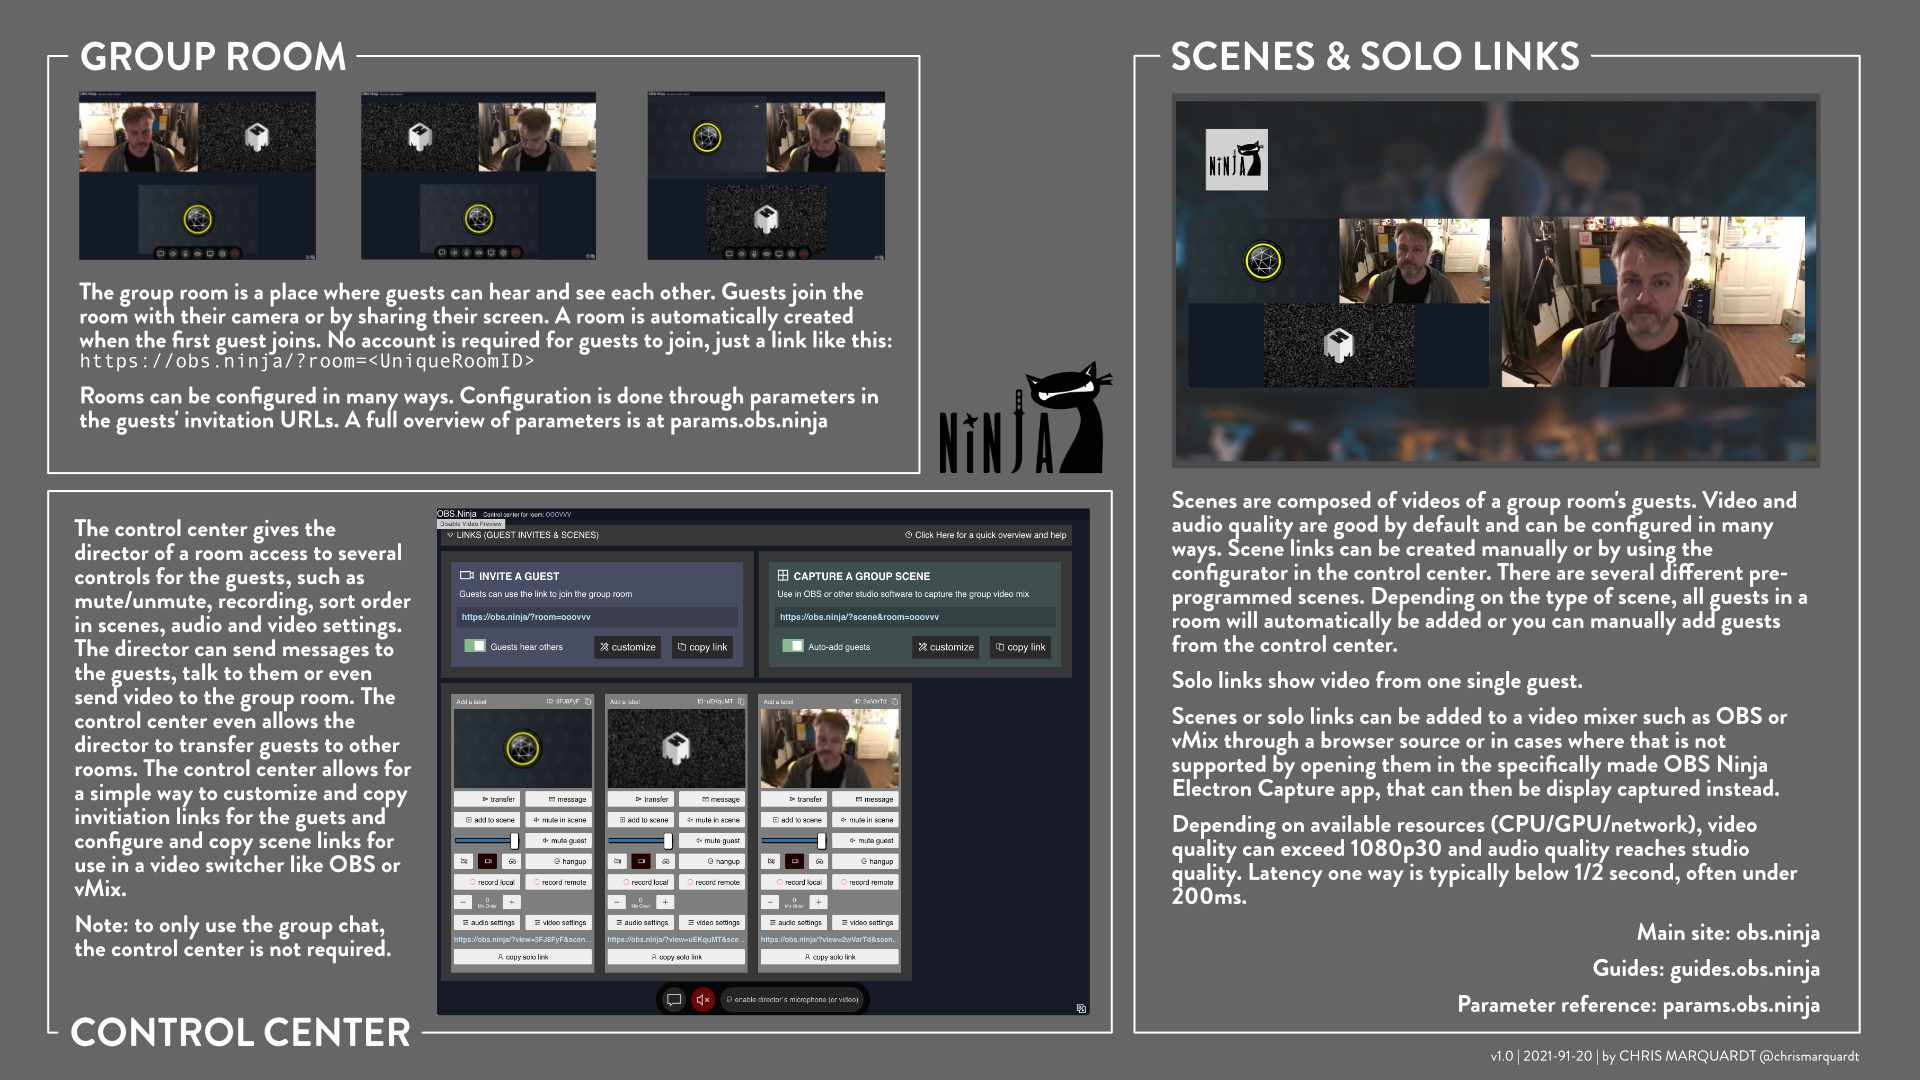 GROUP ROOM
The group room is a place where guests can hear and see each other. Guests join the
room with their camera or by sharing their screen. A room is automatically created
when the first guest joins. No account is required for guests to join, just a link like this:
https://obs.ninja/?room=<UniqueRoomID>
Rooms can be configured in many ways. Configuration is done through parameters in
the guests' invitation URLs. A full overview of parameters is at params.obs.ninja
NiNJA
The control center gives the
director of a room access to several
controls for the guests, such as
mute/unmute, recording, sort order
in scenes, audio and video settings.
The director can send messages to
the guests, talk to them or even
send video to the group room. The
control center even allows the
director to transfer guests to other
rooms. The control center allows for
a simple way to customize and copy
invitiation links for the guets and
configure and copy scene links for
use in a video switcher like OBS or
vMix.
Note: to only use the group chat,
the control center is not required.
CONTROL CENTER
OBS.Ninja Control center for room: OOOVVV
Disable Video Preview
LINKS (GUEST INVITES & SCENES)
Click Here for a quick overview and help
INVITE A GUEST
Guests can use the link to join the group room
https://obs.ninja/?room=ooovvv
Guests hear others
customize
copy link
CAPTURE A GROUP SCENE
Use in OBS or other studio software to capture the group video mix
https://obs.ninja/?scene&room=ooovvv
Auto-add guests
customize
copy link
Add a label
transfer message
add to scene mute in scene
mute guest
hangup
record local record remote
0
Mix Order
audio settings video settings
https://obs.ninja/?view=3FJ8FyF&scen...
copy solo link
Add a label
transfer message
add to scene mute in scene
mute guest
hangup
record local record remote
0
Mix Order
audio settings video settings
https://obs.ninja/?view=uEKquMT&sce...
copy solo link
Add a label
transfer message
add to scene mute in scene
mute guest
hangup
record local record remote
0
Mix Order
audio settings video settings
https://obs.ninja/?view=2wVarTd&scen...
copy solo link
enable director's microphone (or video)
SCENES & SOLO LINKS
NiNJA
Scenes are composed of videos of a group room's guests. Video and
audio quality are good by default and can be configured in many
ways. Scene links can be created manually or by using the
configurator in the control center. There are several different pre-
programmed scenes. Depending on the type of scene, all guests in a
room will automatically be added or you can manually add guests
from the control center.
Solo links show video from one single guest.
Scenes or solo links can be added to a video mixer such as OBS or
vMix through a browser source or in cases where that is not
supported by opening them in the specifically made OBS Ninja
Electron Capture app, that can then be display captured instead.
Depending on available resources (CPU/GPU/network), video
quality can exceed 1080p30 and audio quality reaches studio
quality. Latency one way is typically below 1/2 second, often under
200ms.
Main site: obs.ninja
Guides: guides.obs.ninja
Parameter reference: params.obs.ninja
v1.0 | 2021-91-20 | by CHRIS MARQUARDT @chrismarquardt